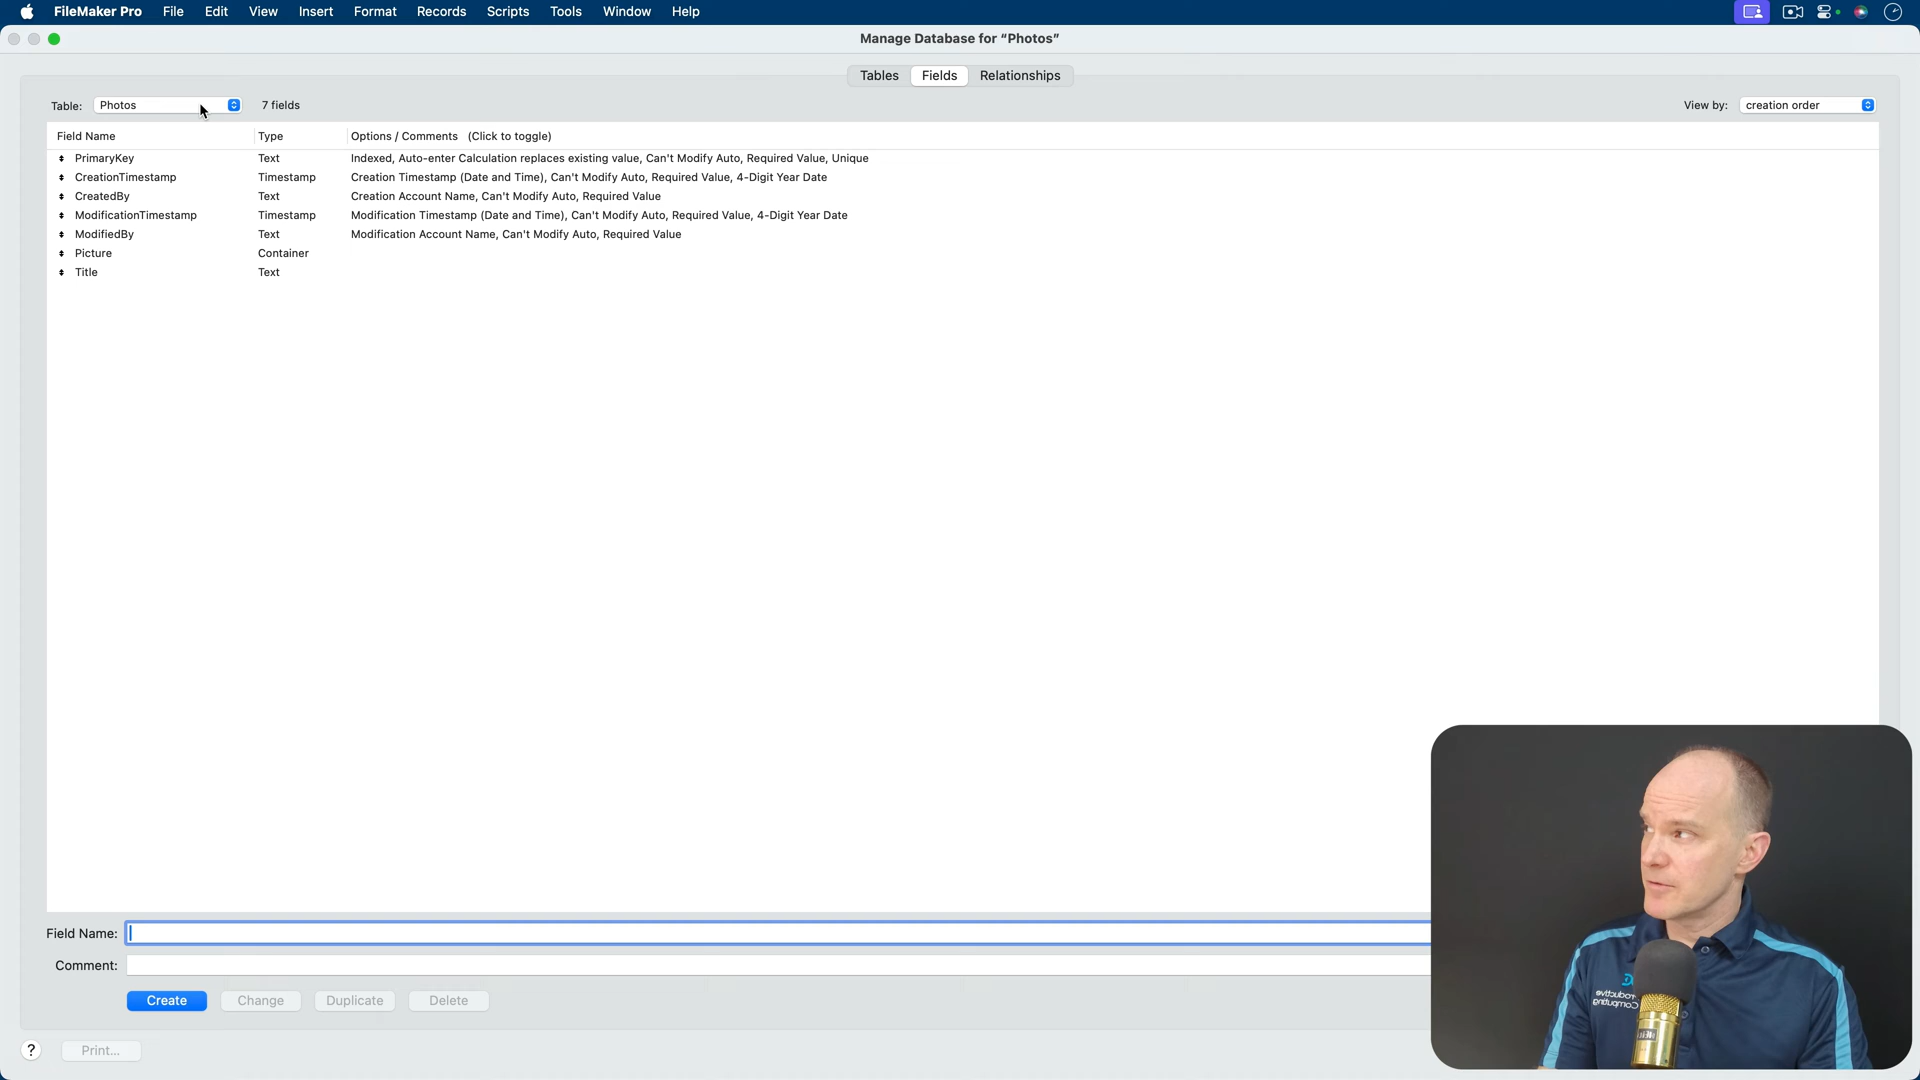 FileMaker Pro File Edit View Insert Format Records Scripts Tools Window Help
Manage Database for “Photos”
Tables Fields Relationships
Table: Photos 7 fields View by: creation order
Field Name Type Options / Comments (Click to toggle)
PrimaryKey Text Indexed, Auto-enter Calculation replaces existing value, Can't Modify Auto, Required Value, Unique
CreationTimestamp Timestamp Creation Timestamp (Date and Time), Can't Modify Auto, Required Value, 4-Digit Year Date
CreatedBy Text Creation Account Name, Can't Modify Auto, Required Value
ModificationTimestamp Timestamp Modification Timestamp (Date and Time), Can't Modify Auto, Required Value, 4-Digit Year Date
ModifiedBy Text Modification Account Name, Can't Modify Auto, Required Value
Picture Container
Title Text
Field Name:
Comment:
Create Change Duplicate Delete
? Print...
roductive
Computing